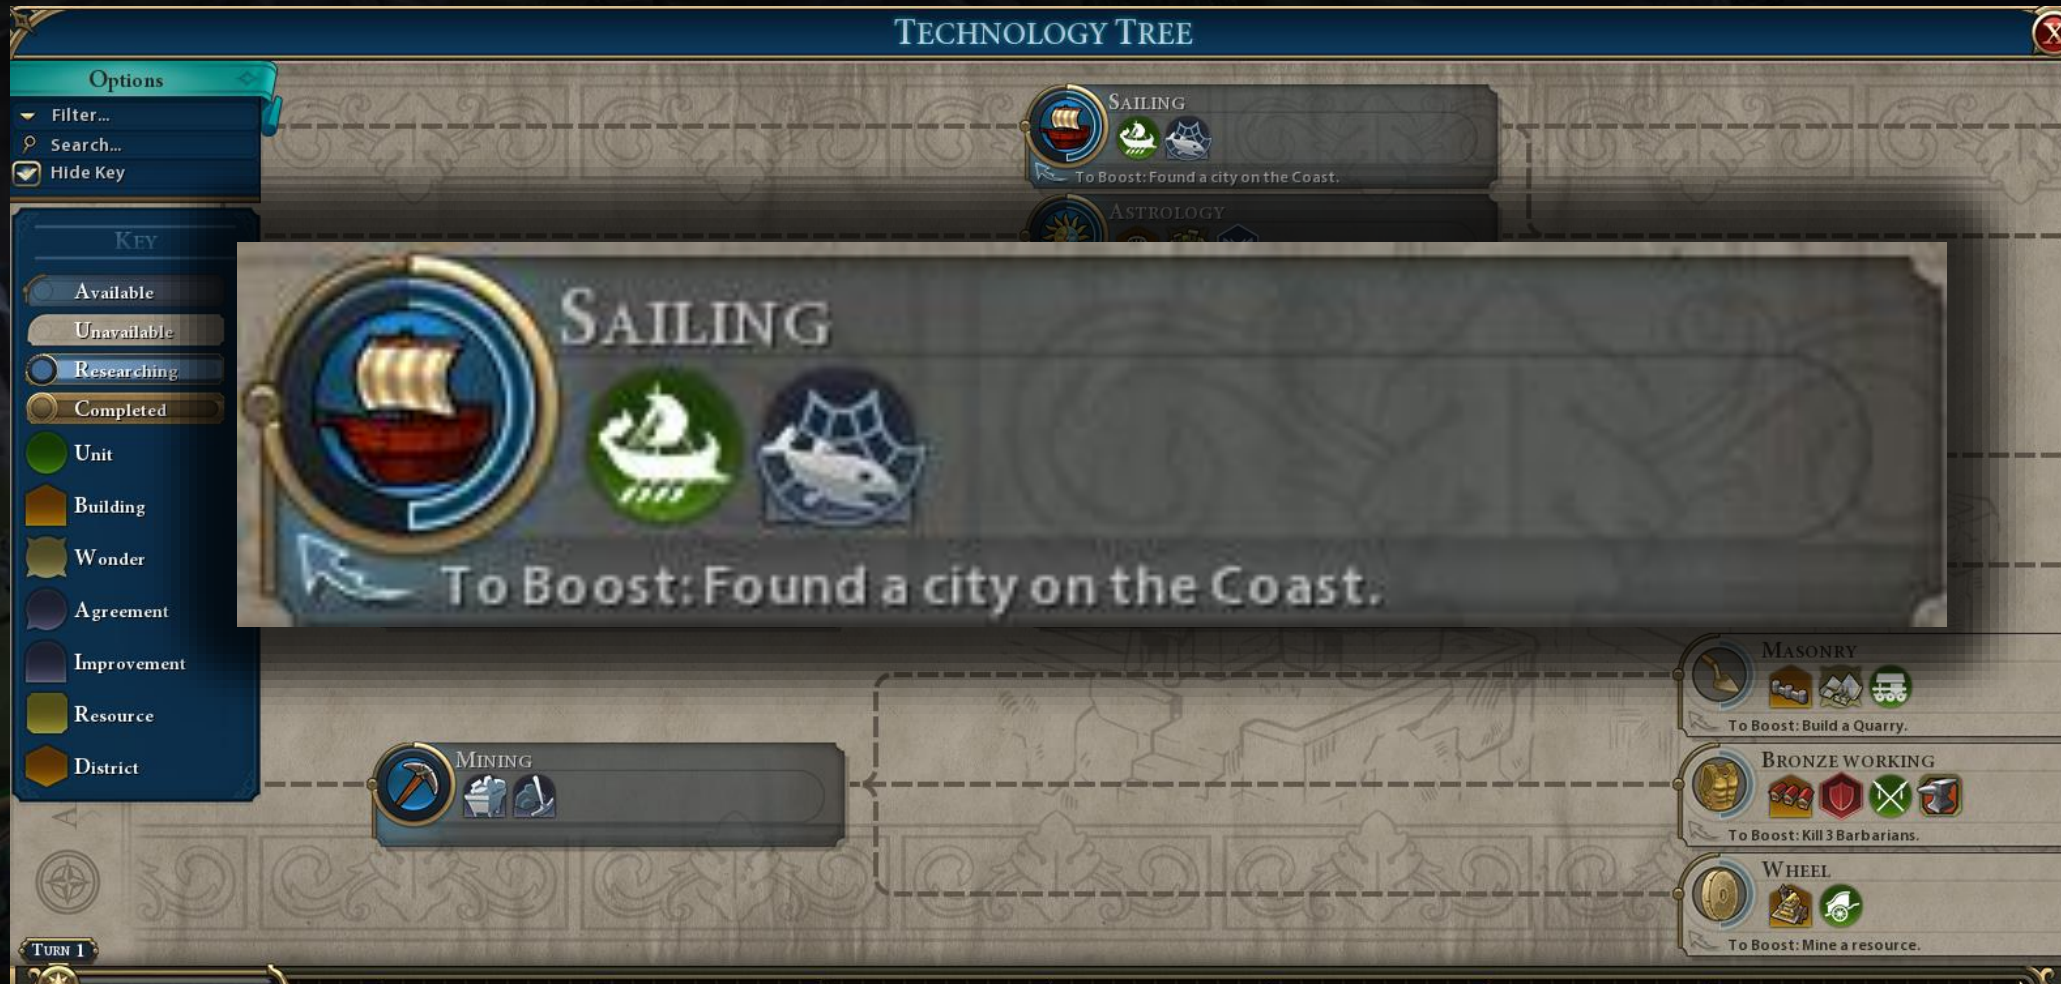 TECHNOLOGY TREE
Options
Filter...
Search...
Hide Key
KEY
Available
Unavailable
Researching
Completed
Unit
Building
Wonder
Agreement
Improvement
Resource
District
SAILING
To Boost: Found a city on the Coast.
ASTROLOGY
SAILING
To Boost: Found a city on the Coast.
MINING
MASONRY
To Boost: Build a Quarry.
BRONZE WORKING
To Boost: Kill 3 Barbarians.
WHEEL
To Boost: Mine a resource.
TURN 1
X